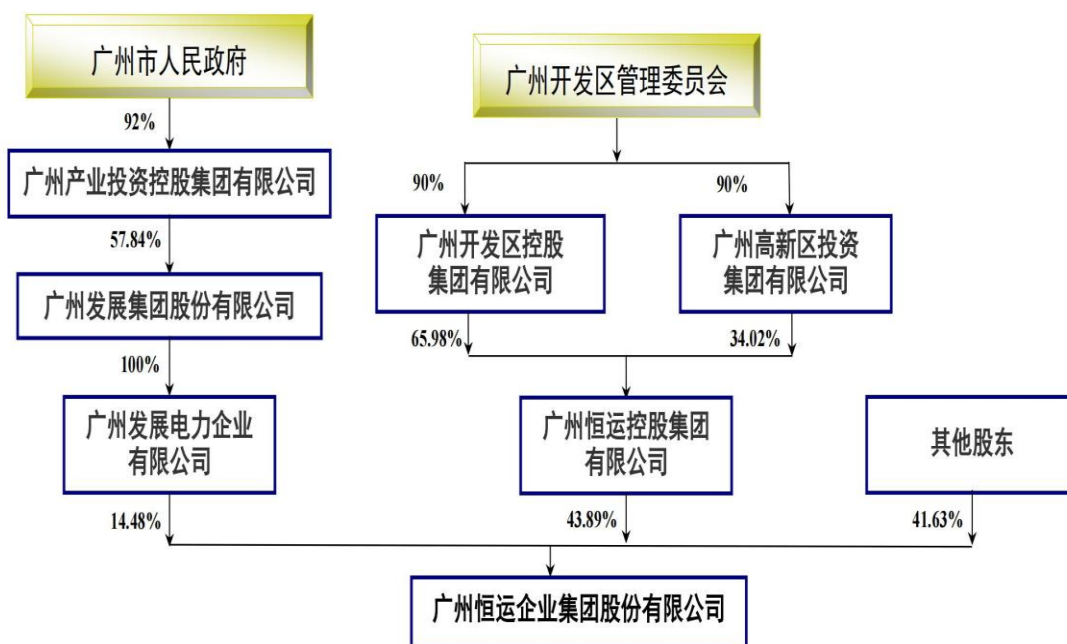 广州市人民政府
广州开发区管理委员会
92%
广州产业投资控股集团有限公司
90%
90%
57.84%
广州开发区控股
集团有限公司
广州高新区投资
集团有限公司
广州发展集团股份有限公司
65.98%
34.02%
100%
广州发展电力企业
有限公司
广州恒运控股集团
有限公司
其他股东
14.48%
43.89%
41.63%
广州恒运企业集团股份有限公司